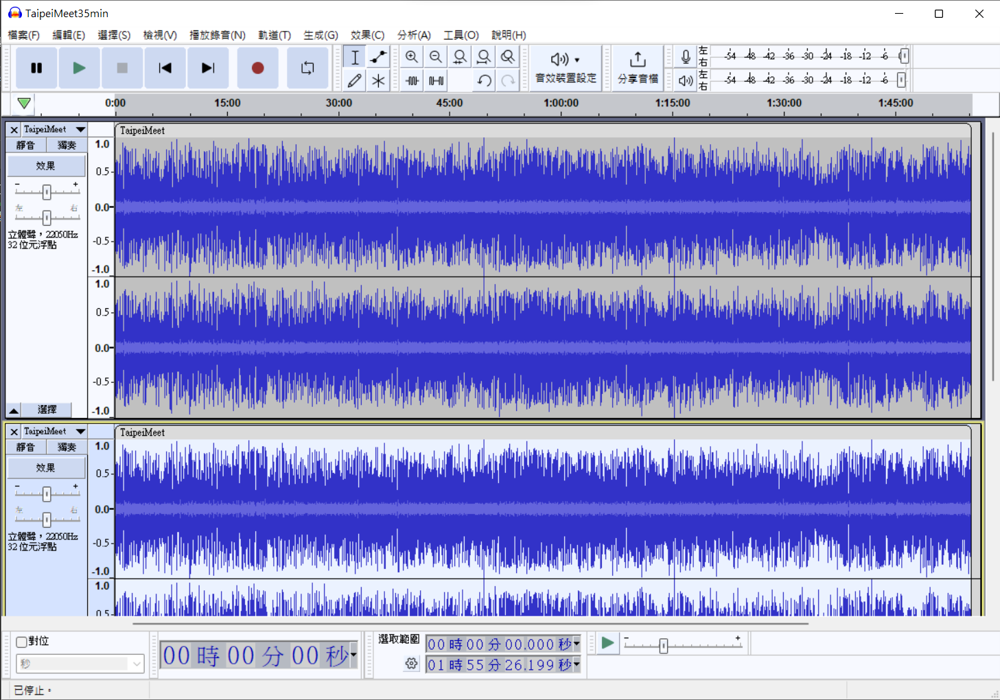 TaipeiMeet35min
檔案(F) 編輯(E) 選擇(S) 檢視(V) 播放錄音(N) 軌道(T) 生成(G) 效果(C) 分析(A) 工具(O) 說明(H)
音效裝置設定
分享音檔
左 -54 -48 -42 -36 -30 -24 -18 -12 -6 0
右
左 -54 -48 -42 -36 -30 -24 -18 -12 -6
右
0:00 15:00 30:00 45:00 1:00:00 1:15:00 1:30:00 1:45:00
TaipeiMeet
靜音 獨奏
效果
- +
左 右
立體聲，22050Hz
32 位元浮點
選擇
1.0
0.5
0.0
-0.5
-1.0
1.0
0.5
0.0
-0.5
-1.0
TaipeiMeet
TaipeiMeet
靜音 獨奏
效果
- +
左 右
立體聲，22050Hz
32 位元浮點
1.0
0.5
0.0
-0.5
-1.0
1.0
0.5
TaipeiMeet
對位
秒
00 時 00 分 00 秒
選取範圍
00 時 00 分 00.000 秒
01 時 55 分 26.199 秒
- +
已停止。